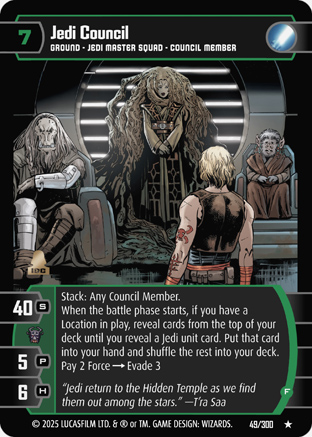 7
Jedi Council
GROUND - JEDI MASTER SQUAD - COUNCIL MEMBER
40 S
5 P
6 H
Stack: Any Council Member.
When the battle phase starts, if you have a
Location in play, reveal cards from the top of your
deck until you reveal a Jedi unit card. Put that card
into your hand and shuffle the rest into your deck.
Pay 2 Force → Evade 3
“Jedi return to the Hidden Temple as we find
them out among the stars.” —T’ra Saa
F
© 2025 LUCASFILM LTD. & ® or TM. GAME DESIGN: WIZARDS. 49/300 ★